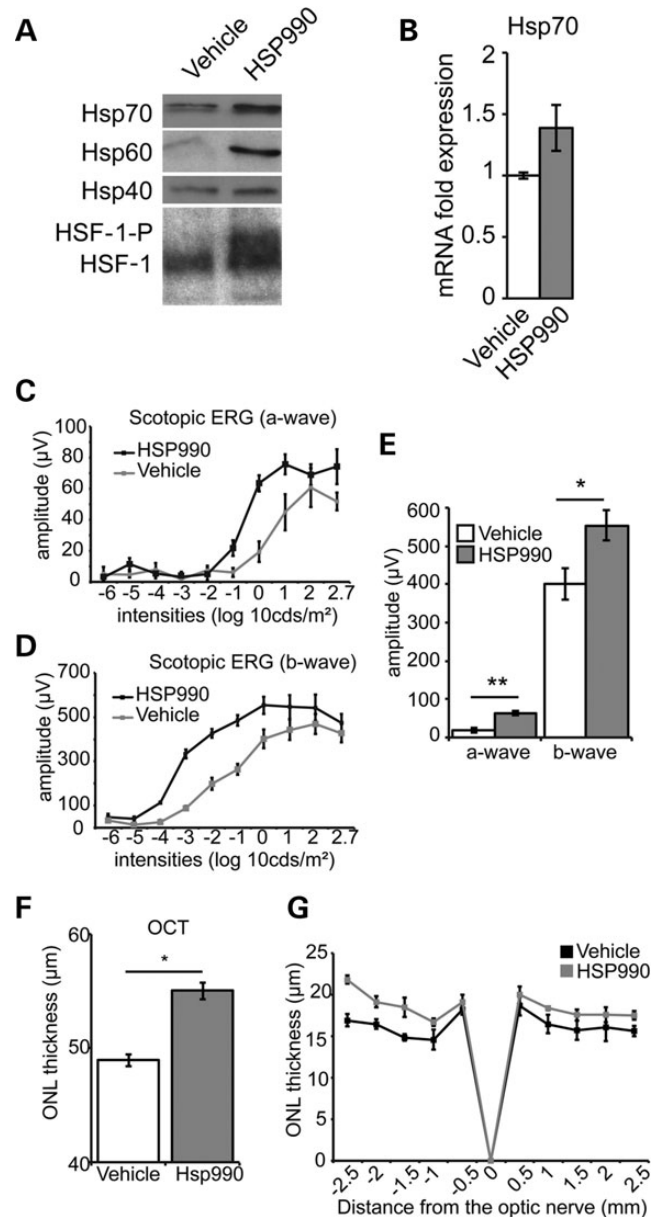 A
Vehicle
HSP990
Hsp70
Hsp60
Hsp40
HSF-1-P
HSF-1
B
Hsp70
mRNA fold expression
2
1.5
1
0.5
0
Vehicle
HSP990
C
Scotopic ERG (a-wave)
HSP990
Vehicle
amplitude (µV)
100
80
60
40
20
0
-6 -5 -4 -3 -2 -1 0 1 2 2.7
intensities (log 10cds/m²)
D
Scotopic ERG (b-wave)
HSP990
Vehicle
amplitude (µV)
700
500
300
100
0
-6 -5 -4 -3 -2 -1 0 1 2 2.7
intensities (log 10cds/m²)
E
Vehicle
HSP990
*
**
amplitude (µV)
600
500
400
300
200
100
0
a-wave b-wave
F
OCT
*
ONL thickness (µm)
60
50
40
Vehicle Hsp990
G
Vehicle
HSP990
ONL thickness (µm)
25
20
15
10
5
0
-2.5 -2 -1.5 -1 -0.5 0 0.5 1 1.5 2 2.5
Distance from the optic nerve (mm)